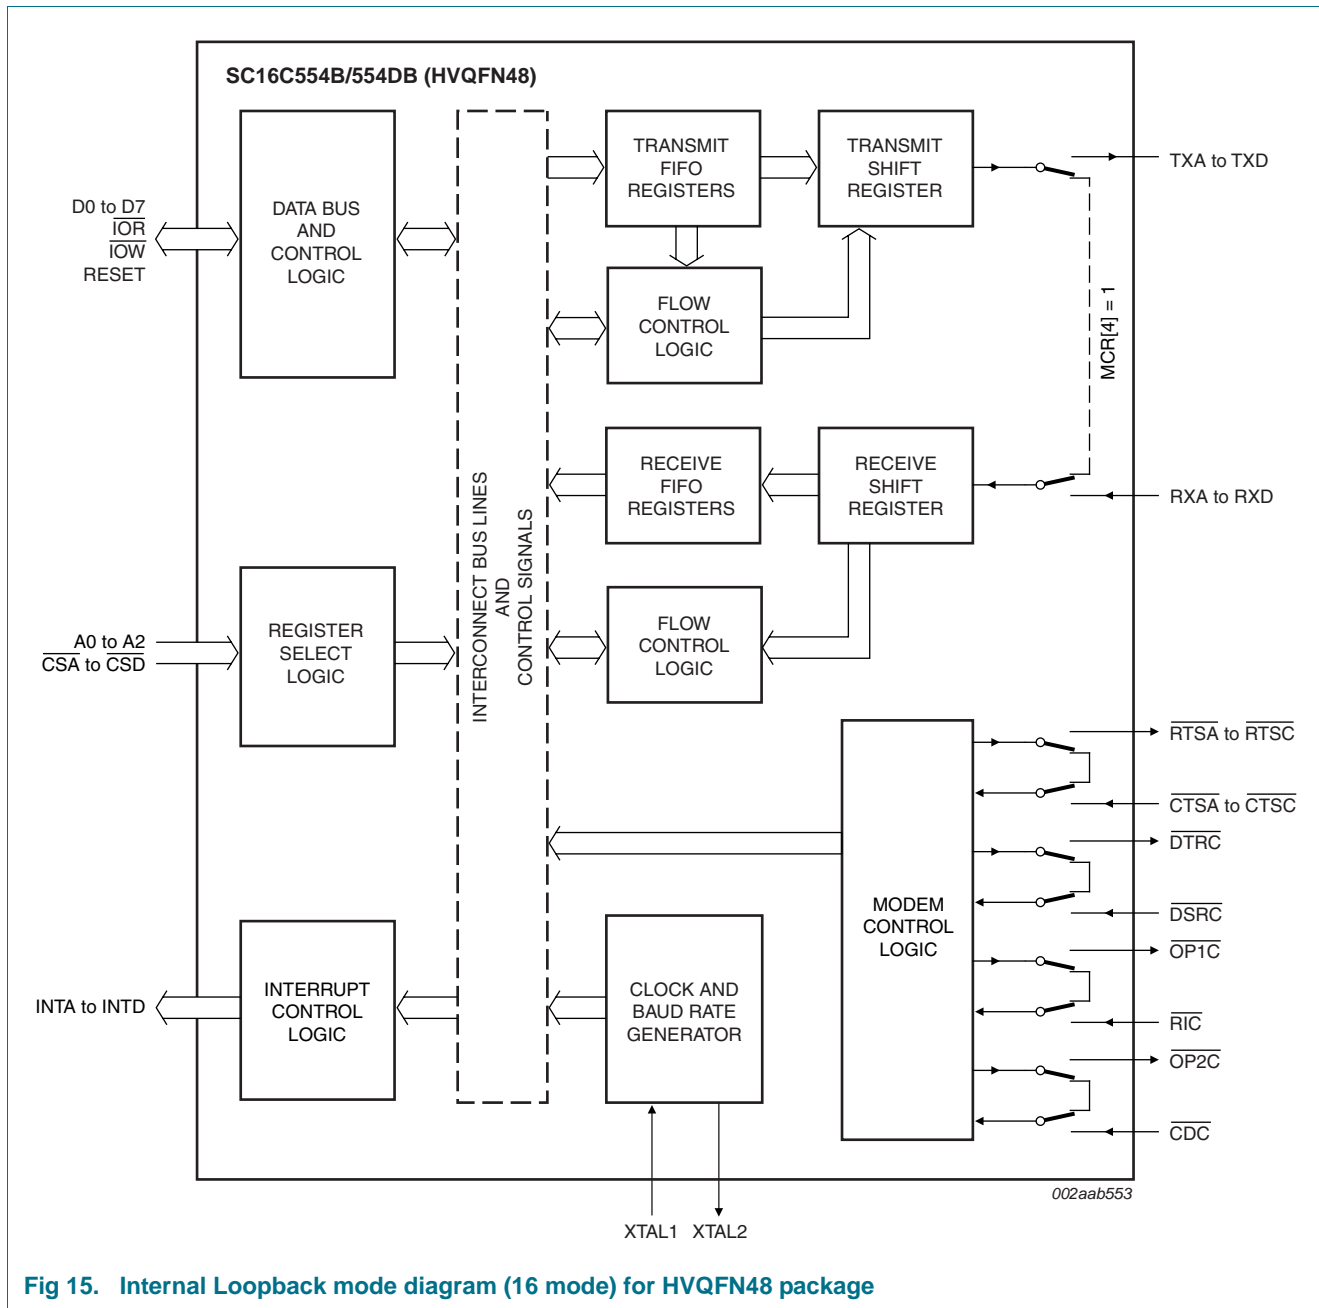 SC16C554B/554DB (HVQFN48)
D0 to D7
IOR
IOW
RESET
DATA BUS
AND
CONTROL
LOGIC
TRANSMIT
FIFO
REGISTERS
TRANSMIT
SHIFT
REGISTER
TXA to TXD
FLOW
CONTROL
LOGIC
MCR[4] = 1
INTERCONNECT BUS LINES
AND
CONTROL SIGNALS
RECEIVE
FIFO
REGISTERS
RECEIVE
SHIFT
REGISTER
RXA to RXD
A0 to A2
CSA to CSD
REGISTER
SELECT
LOGIC
FLOW
CONTROL
LOGIC
MODEM
CONTROL
LOGIC
RTSA to RTSC
CTSA to CTSC
DTRC
DSRC
OP1C
RIC
OP2C
CDC
INTA to INTD
INTERRUPT
CONTROL
LOGIC
CLOCK AND
BAUD RATE
GENERATOR
XTAL1 XTAL2
002aab553
Fig 15. Internal Loopback mode diagram (16 mode) for HVQFN48 package